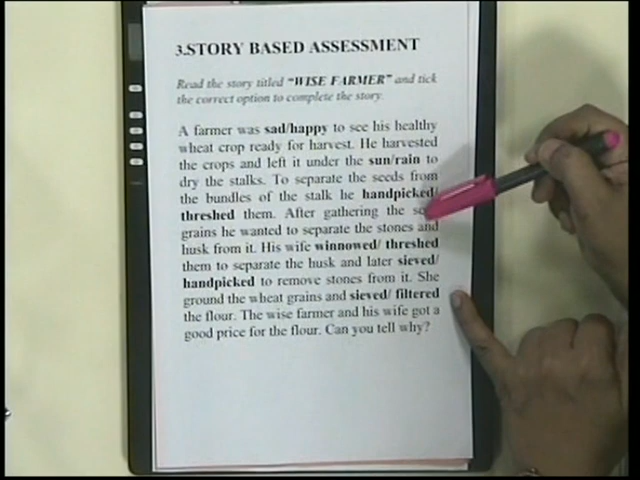 3.STORY BASED ASSESSMENT
Read the story titled "WISE FARMER" and tick
the correct option to complete the story.
A farmer was sad/happy to see his healthy
wheat crop ready for harvest. He harvested
the crops and left it under the sun/rain to
dry the stalks. To separate the seeds from
the bundles of the stalk he handpicked/
threshed them. After gathering the
grains he wanted to separate the stones and
husk from it. His wife winnowed/ threshed
them to separate the husk and later sieved/
handpicked to remove stones from it. She
ground the wheat grains and sieved/ filtered
the flour. The wise farmer and his wife got a
good price for the flour. Can you tell why?